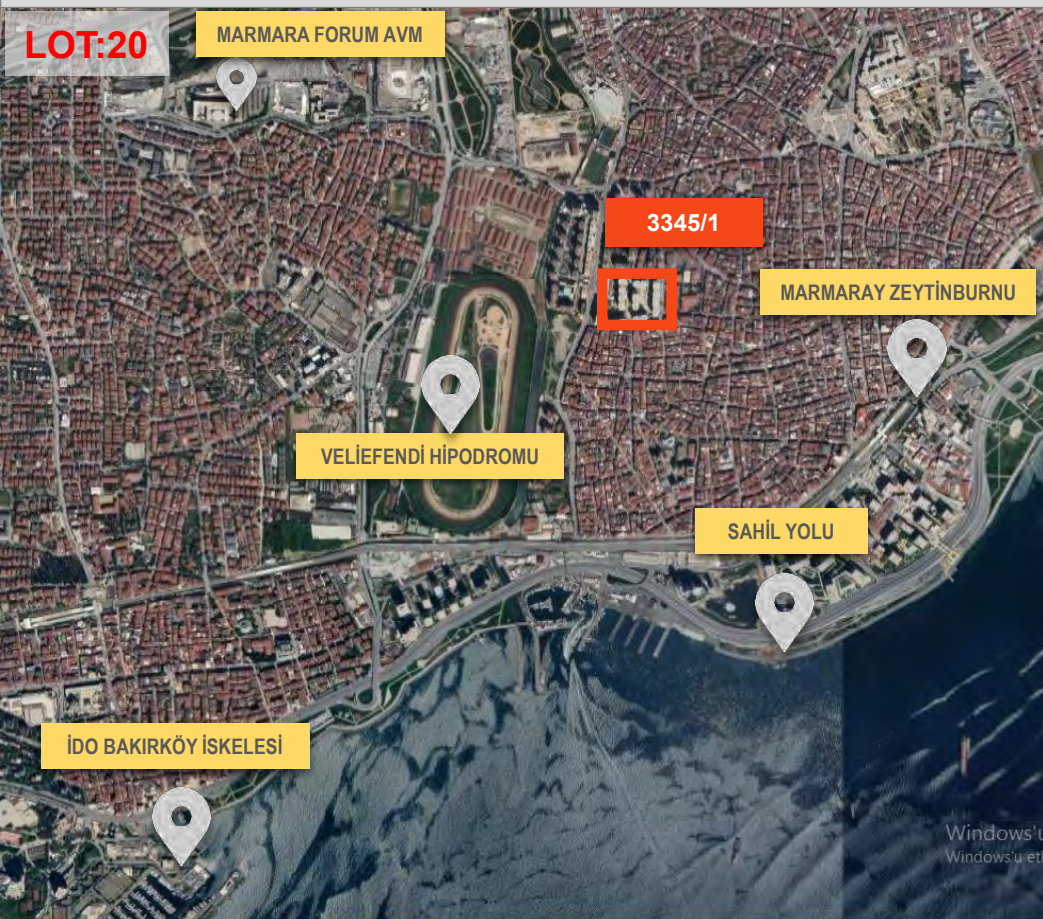 LOT:20
MARMARA FORUM AVM
3345/1
MARMARAY ZEYTİNBURNU
VELİEFENDİ HİPODROMU
SAHİL YOLU
İDO BAKIRKÖY İSKELESİ
Windows'u
Windows'u et